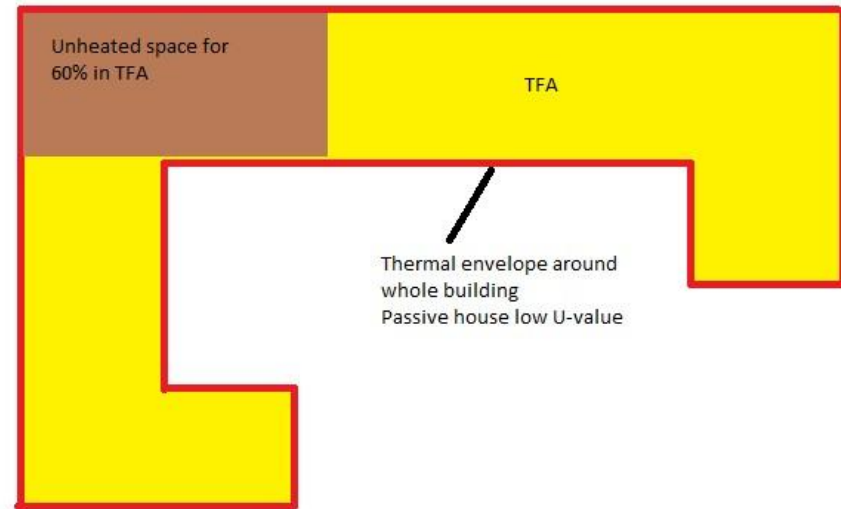 Unheated space for
60% in TFA
TFA
Thermal envelope around
whole building
Passive house low U-value